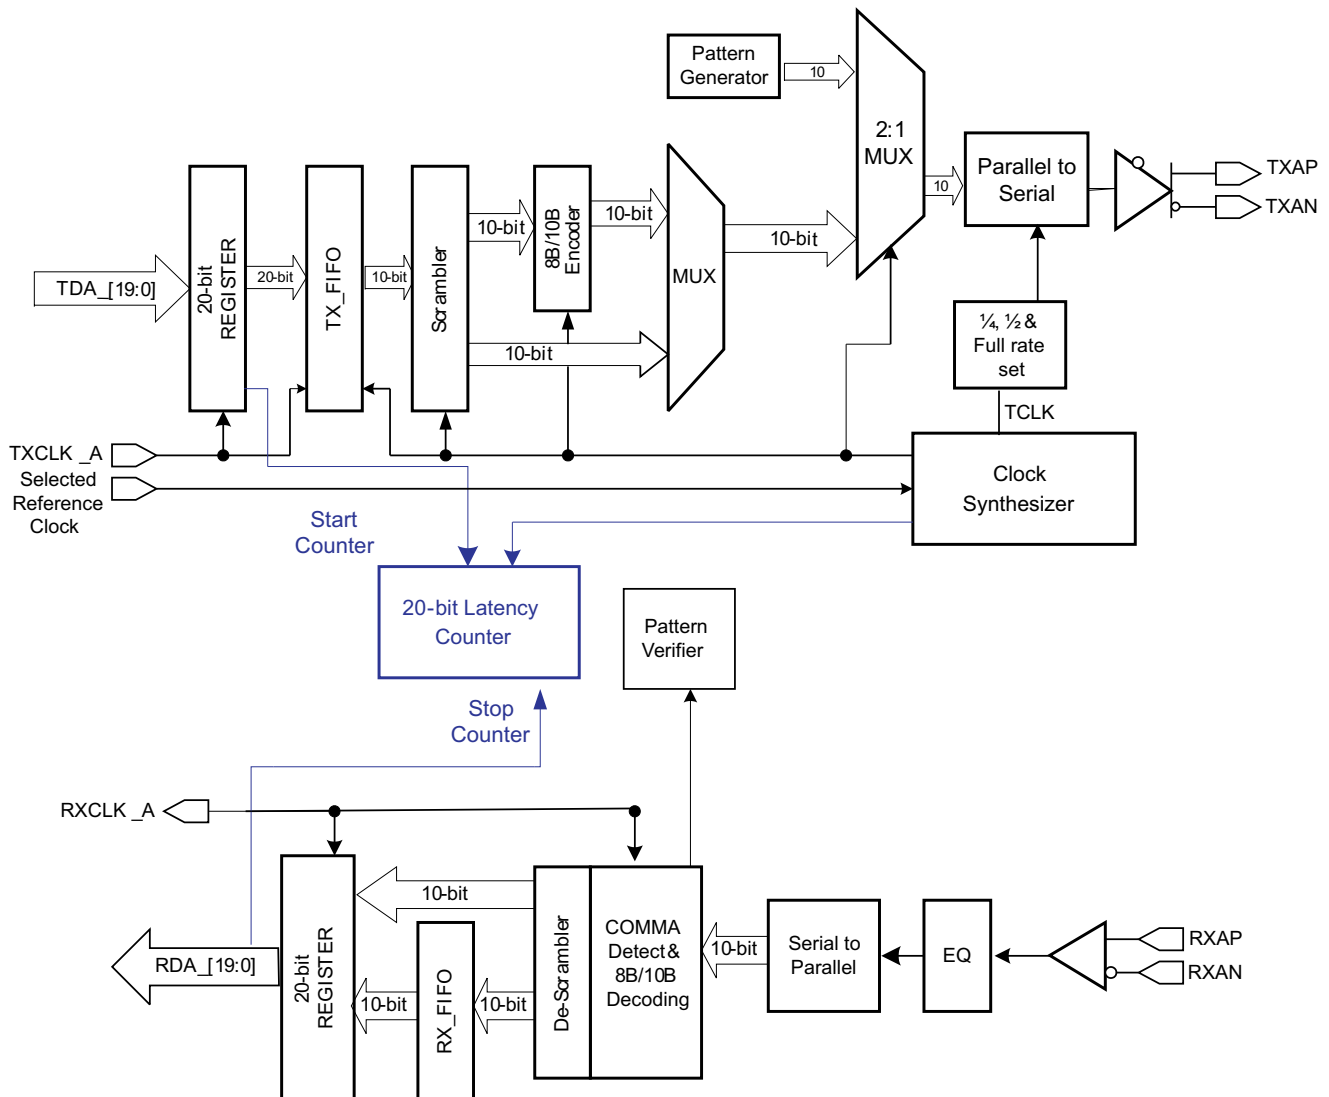 Pattern
Generator
10
2:1
MUX
10
Parallel to
Serial
TXAP
TXAN
TDA_[19:0]
20-bit
REGISTER
20-bit
TX_FIFO
10-bit
Scrambler
10-bit
10-bit
8B/10B
Encoder
10-bit
MUX
10-bit
¼, ½ &
Full rate
set
TCLK
TXCLK _A
Selected
Reference
Clock
Clock
Synthesizer
Start
Counter
20-bit Latency
Counter
Pattern
Verifier
Stop
Counter
RXCLK _A
10-bit
20-bit
REGISTER
RDA_[19:0]
10-bit
RX_FIFO
10-bit
De-Scrambler
COMMA
Detect &
8B/10B
Decoding
10-bit
Serial to
Parallel
EQ
RXAP
RXAN